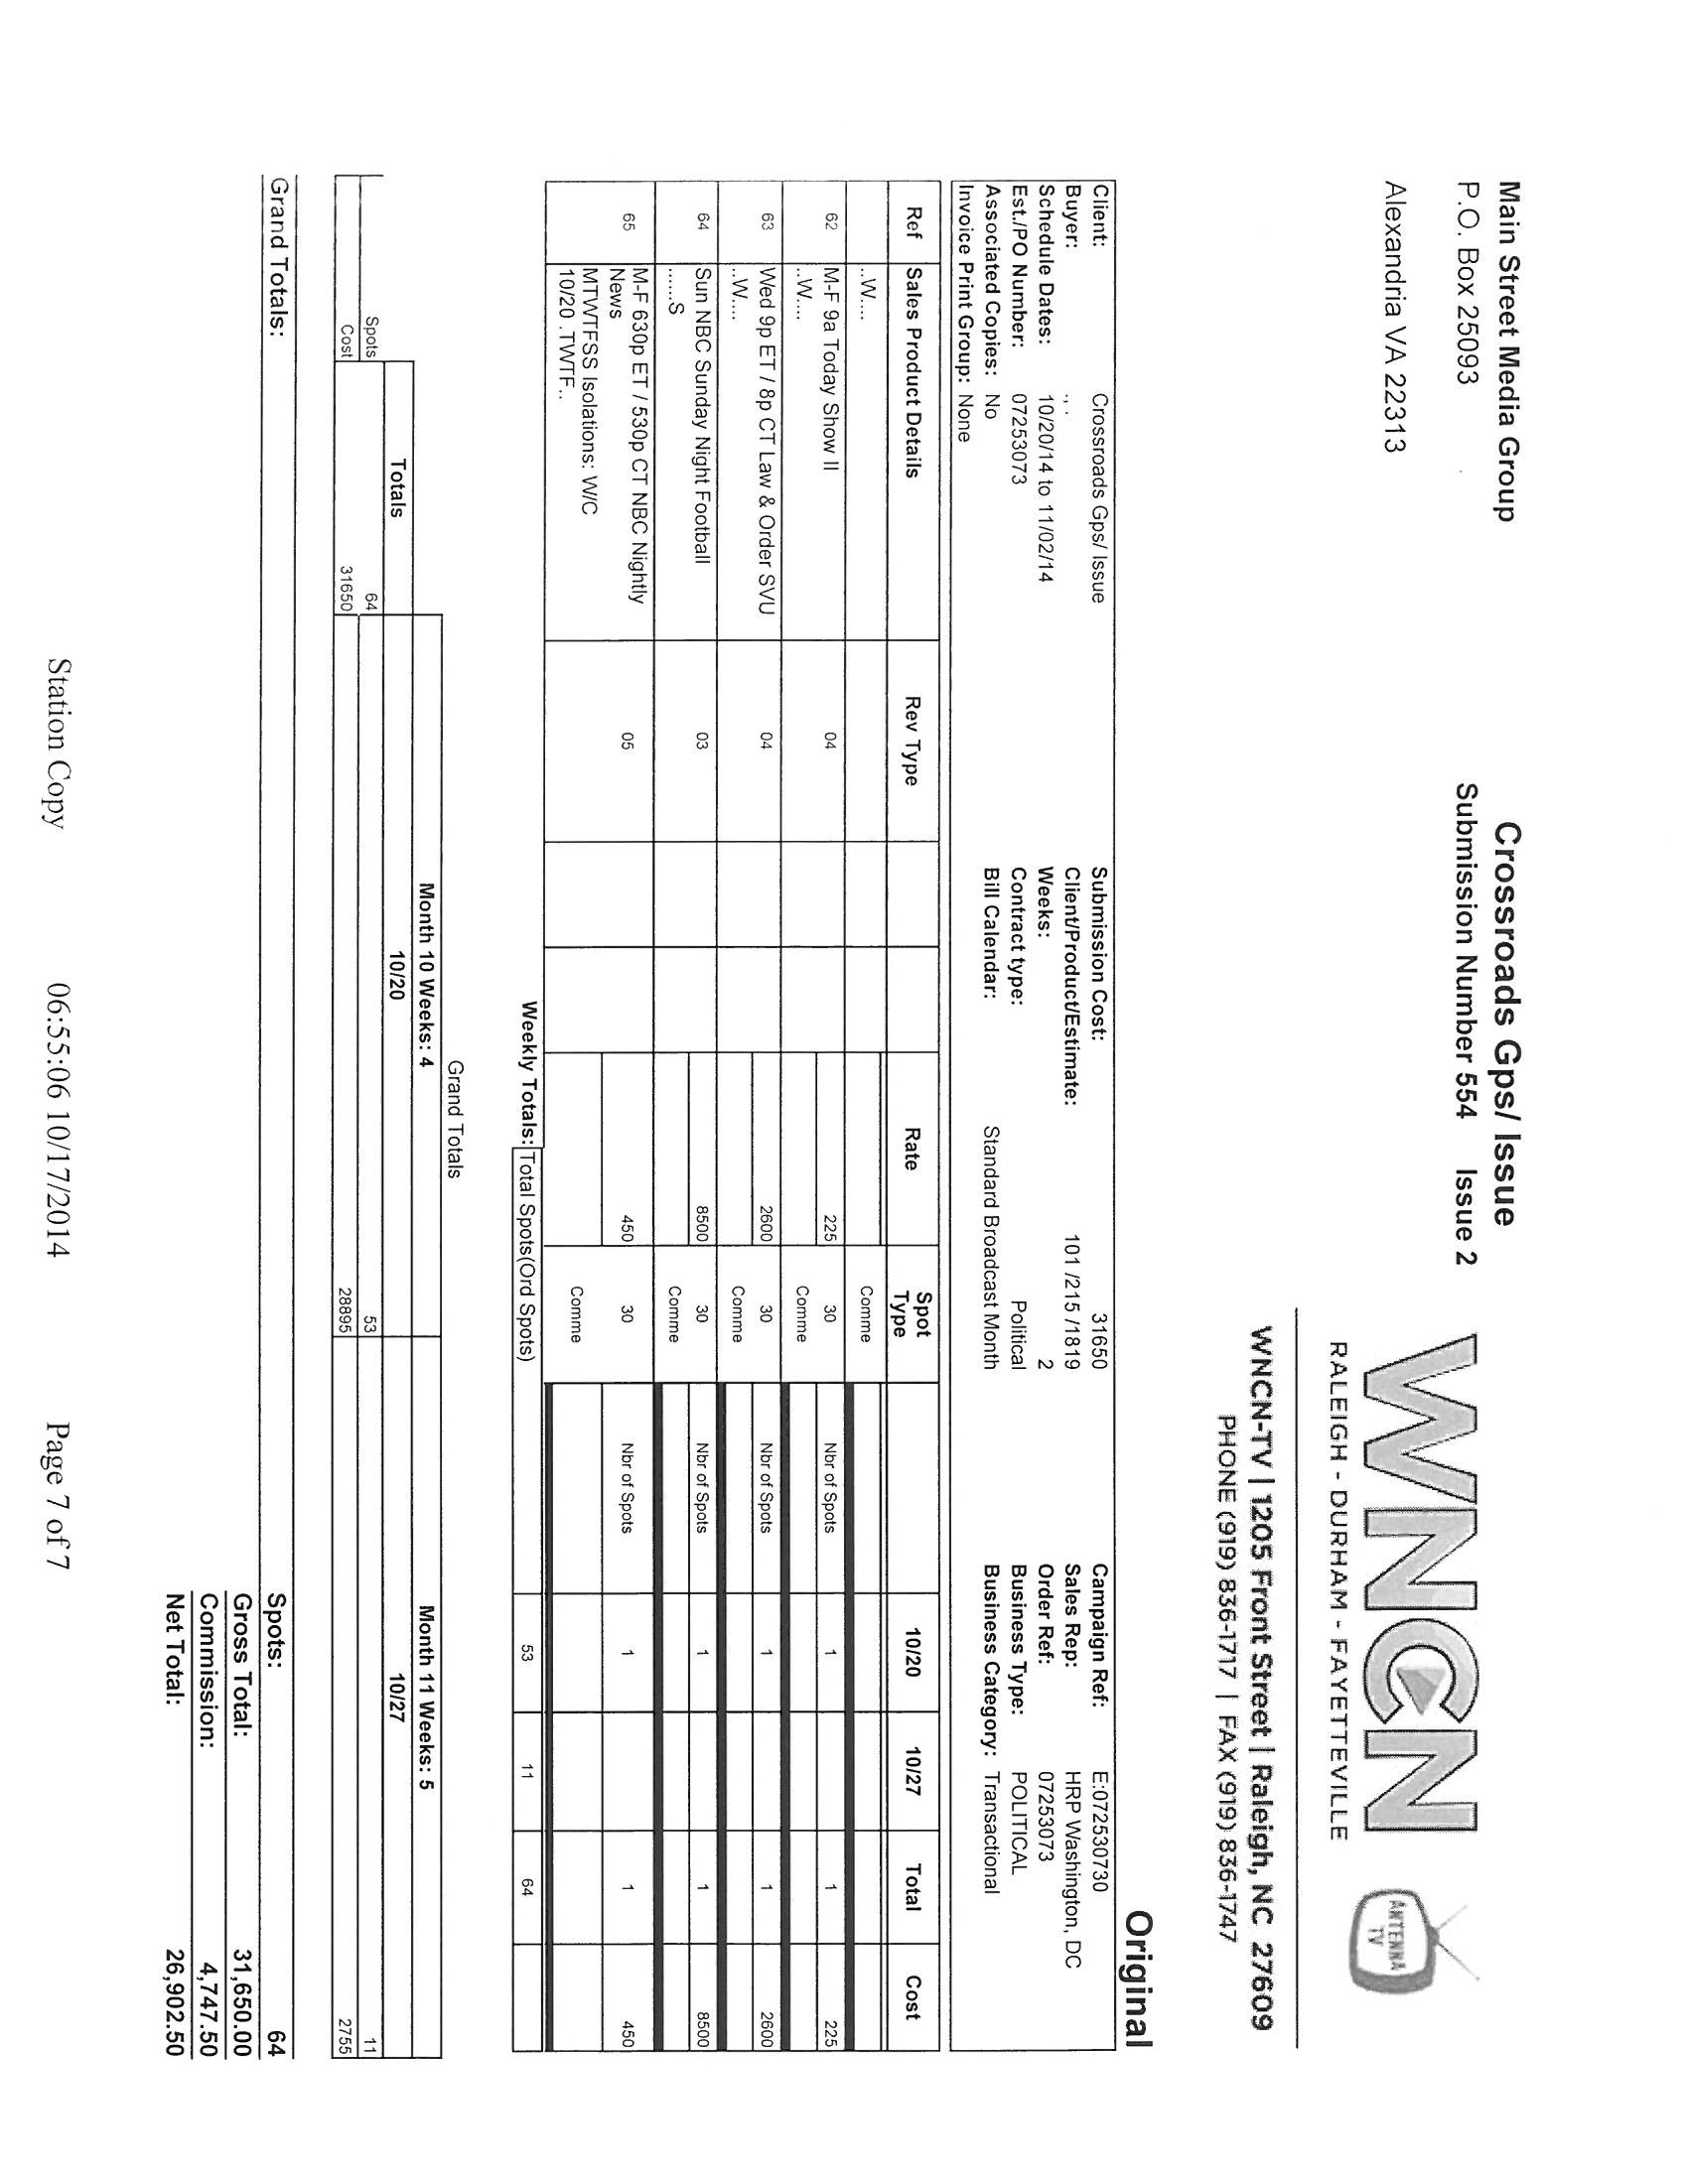 Main Street Media Group
P.O. Box 25093
Alexandria VA 22313
Crossroads Gps/ Issue
Submission Number 554 Issue 2
WNCN
RALEIGH - DURHAM - FAYETTEVILLE
ANTENNA
TV
WNCN-TV | 1205 Front Street | Raleigh, NC 27609
PHONE (919) 836-1717 | FAX (919) 836-1747
Original
Client: Crossroads Gps/ Issue Submission Cost: 31650 Campaign Ref: E:07253073O
Buyer: ., . Client/Product/Estimate: 101 /215 /1819 Sales Rep: HRP Washington, DC
Schedule Dates: 10/20/14 to 11/02/14 Weeks: 2 Order Ref: 07253073
Est./PO Number: 07253073 Contract type: Political Business Type: POLITICAL
Associated Copies: No Bill Calendar: Standard Broadcast Month Business Category: Transactional
Invoice Print Group: None
Ref Sales Product Details Rev Type Rate Spot Type 10/20 10/27 Total Cost
..W.... Comme
62 M-F 9a Today Show II 04 225 30 Nbr of Spots 1 1 225
..W.... Comme
63 Wed 9p ET / 8p CT Law & Order SVU 04 2600 30 Nbr of Spots 1 1 2600
..W.... Comme
64 Sun NBC Sunday Night Football 03 8500 30 Nbr of Spots 1 1 8500
......S Comme
65 M-F 630p ET / 530p CT NBC Nightly 05 450 30 Nbr of Spots 1 1 450
News
MTWTFSS Isolations: W/C Comme
10/20 .TWTF..
Weekly Totals: Total Spots(Ord Spots) 53 11 64
Grand Totals
Month 10 Weeks: 4 Month 11 Weeks: 5
Totals 10/20 10/27
Spots 64 53 11
Cost 31650 28895 2755
Grand Totals: Spots: 64
Gross Total: 31,650.00
Commission: 4,747.50
Net Total: 26,902.50
Station Copy 06:55:06 10/17/2014 Page 7 of 7